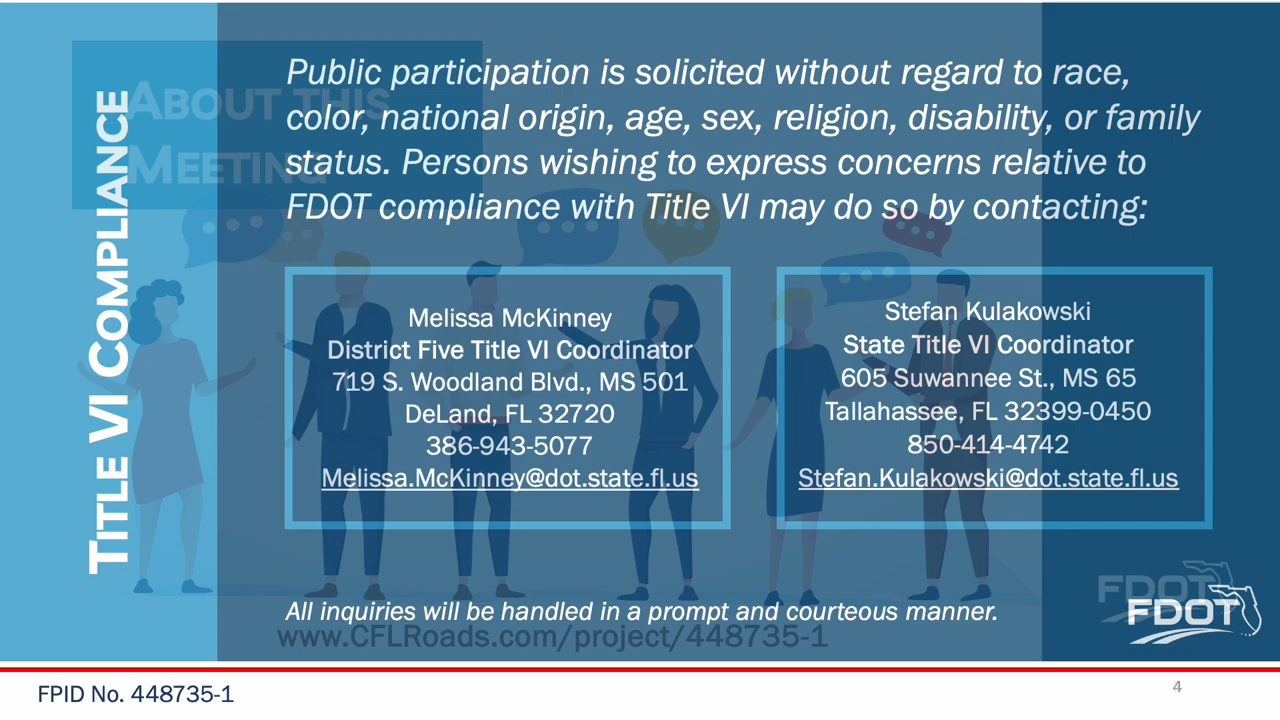 TITLE VI COMPLIANCE
ABOUT THIS
MEETING
Public participation is solicited without regard to race,
color, national origin, age, sex, religion, disability, or family
status. Persons wishing to express concerns relative to
FDOT compliance with Title VI may do so by contacting:
Melissa McKinney
District Five Title VI Coordinator
719 S. Woodland Blvd., MS 501
DeLand, FL 32720
386-943-5077
Melissa.McKinney@dot.state.fl.us
Stefan Kulakowski
State Title VI Coordinator
605 Suwannee St., MS 65
Tallahassee, FL 32399-0450
850-414-4742
Stefan.Kulakowski@dot.state.fl.us
All inquiries will be handled in a prompt and courteous manner.
www.CFLRoads.com/project/448735-1
FDOT
FDOT
FPID No. 448735-1
4